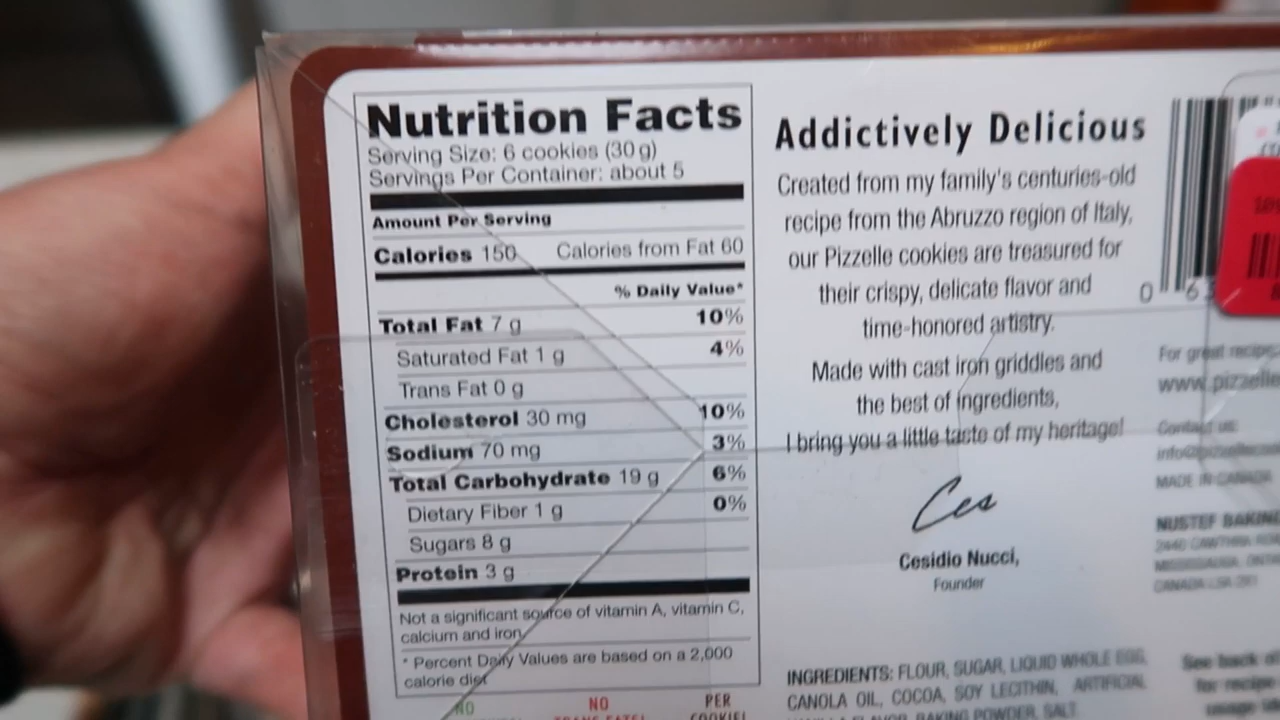 Nutrition Facts
Serving Size: 6 cookies (30 g)
Servings Per Container: about 5
Amount Per Serving
Calories 150 Calories from Fat 60
% Daily Value*
Total Fat 7 g 10%
Saturated Fat 1 g 4%
Trans Fat 0 g
Cholesterol 30 mg 10%
Sodium 70 mg 3%
Total Carbohydrate 19 g 6%
Dietary Fiber 1 g 0%
Sugars 8 g
Protein 3 g
Not a significant source of vitamin A, vitamin C,
calcium and iron
* Percent Daily Values are based on a 2,000
calorie diet
NO
NO
TRANS FATS!
PER
COOKIE!
Addictively Delicious
Created from my family's centuries-old
recipe from the Abruzzo region of Italy,
our Pizzelle cookies are treasured for
their crispy, delicate flavor and
time-honored artistry.
Made with cast iron griddles and
the best of ingredients,
I bring you a little taste of my heritage!
Ces
Cesidio Nucci,
Founder
INGREDIENTS: FLOUR, SUGAR, LIQUID WHOLE EGG,
CANOLA OIL, COCOA, SOY LECITHIN, ARTIFICIAL
VANILLA FLAVOR, BAKING POWDER, SALT
0 6
For great recipes
www.pizzelle
Contact us:
MADE IN CANADA
NUSTEF BAKING
See back of
for recipe